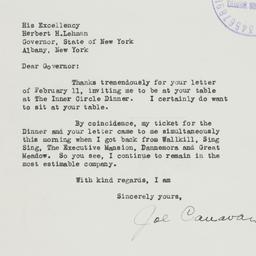 His Excellency
Herbert H.Lehman
Governor, State of New York
Albany, New York
Dear Governor:
Thanks tremendously for your letter
of February 11, inviting me to be at your table
at The Inner Circle Dinner. I certainly do want
to sit at your table.
By coincidence, my ticket for the
Dinner and your letter came to me simultaneously
this morning when I got back from Wallkill, Sing
Sing, The Executive Mansion, Dannemora and Great
Meadow. So you see, I continue to remain in the
most estimable company.
With kind regards, I am
Sincerely yours,
Joe Canavan